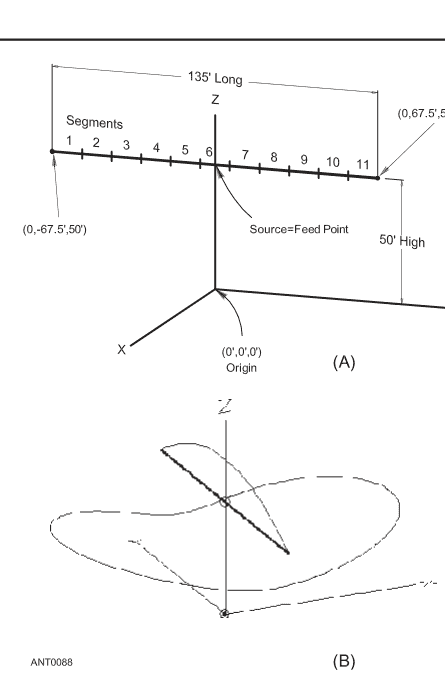 135' Long
Z
(0,67.5',5
Segments
1 2 3 4 5 6 7 8 9 10 11
(0,-67.5',50')
Source=Feed Point
50' High
X
(0',0',0')
Origin
(A)
Z
ANT0088
(B)